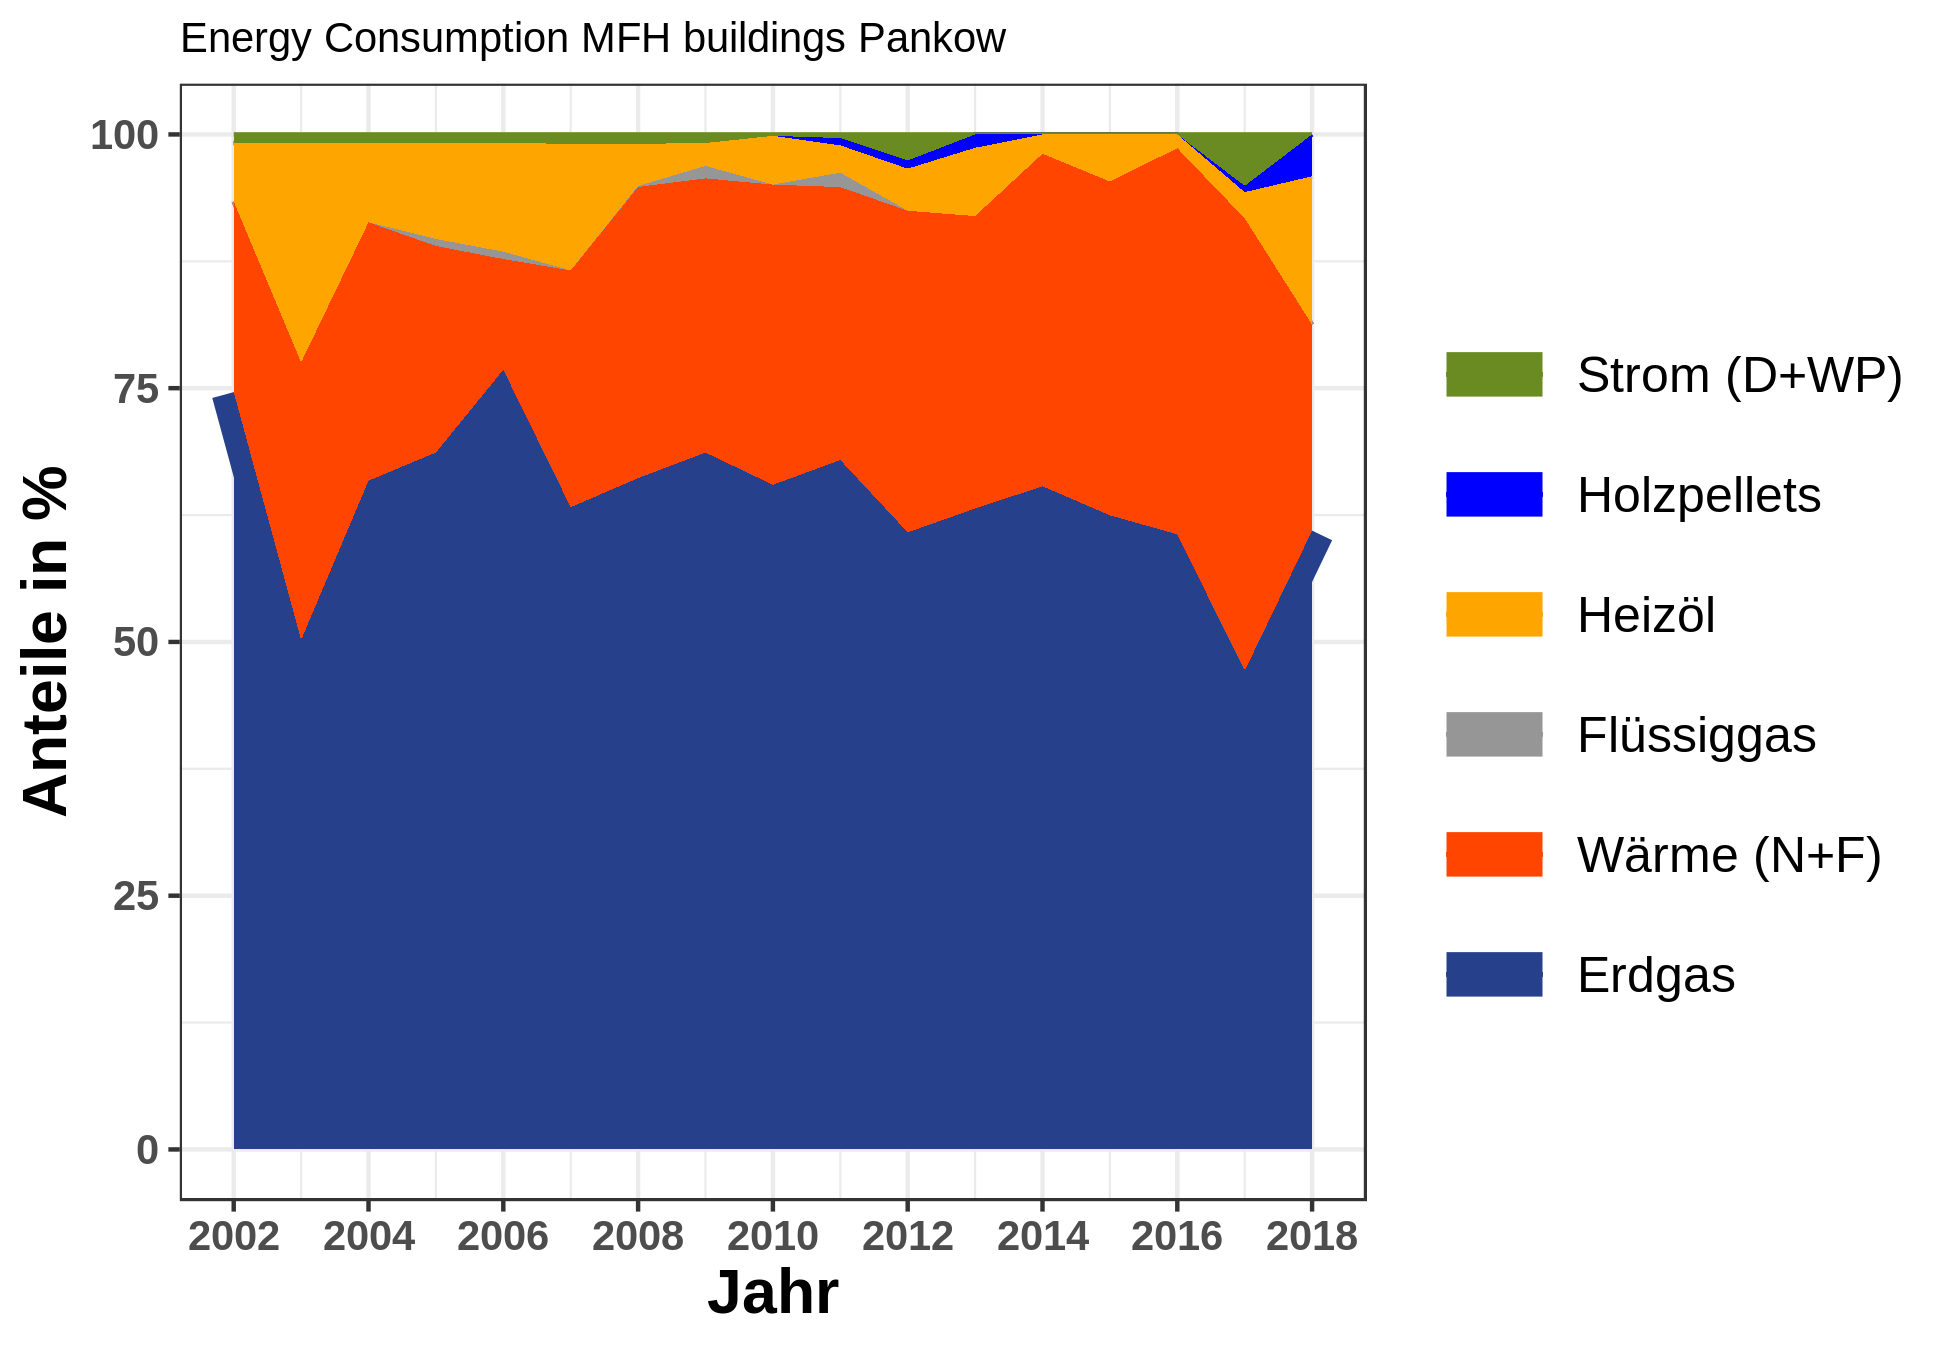 Energy Consumption MFH buildings Pankow
Anteile in %
100
75
50
25
0
2002 2004 2006 2008 2010 2012 2014 2016 2018
Jahr
Strom (D+WP)
Holzpellets
Heizöl
Flüssiggas
Wärme (N+F)
Erdgas